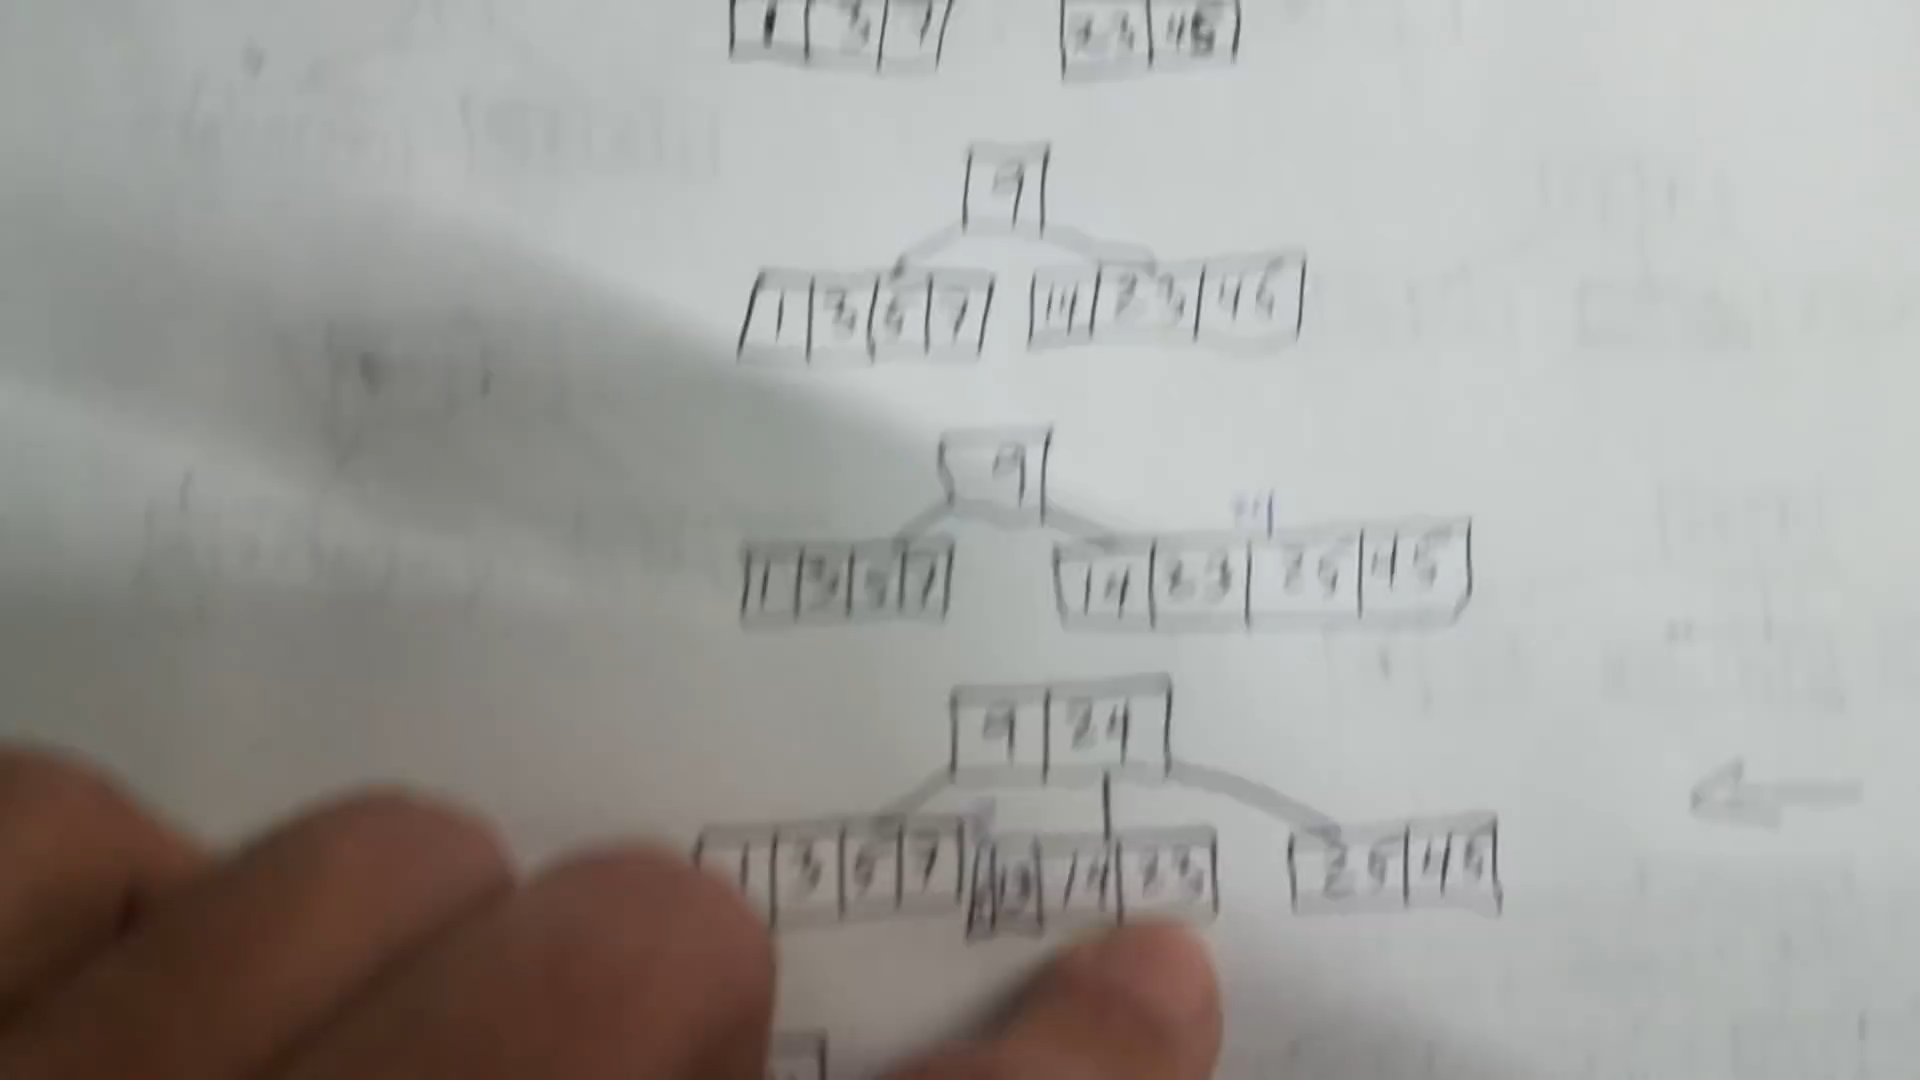 1 3 7 23 45
9
1 3 5 7 14 23 45
9
24
1 3 5 7 14 23 25 45
9 24
1 3 5 7 13 14 23 25 45